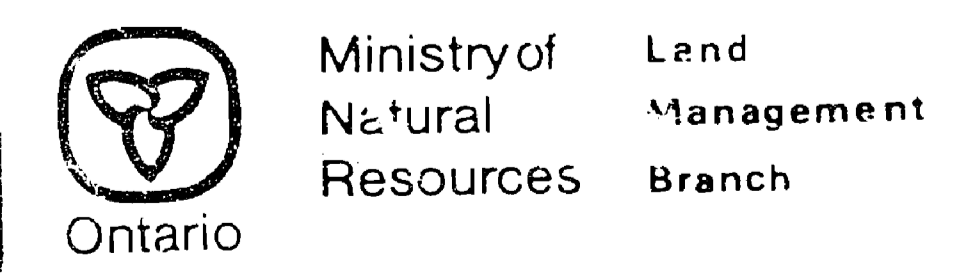 Ministry of
Natural
Resources
Land
Management
Branch
Ontario